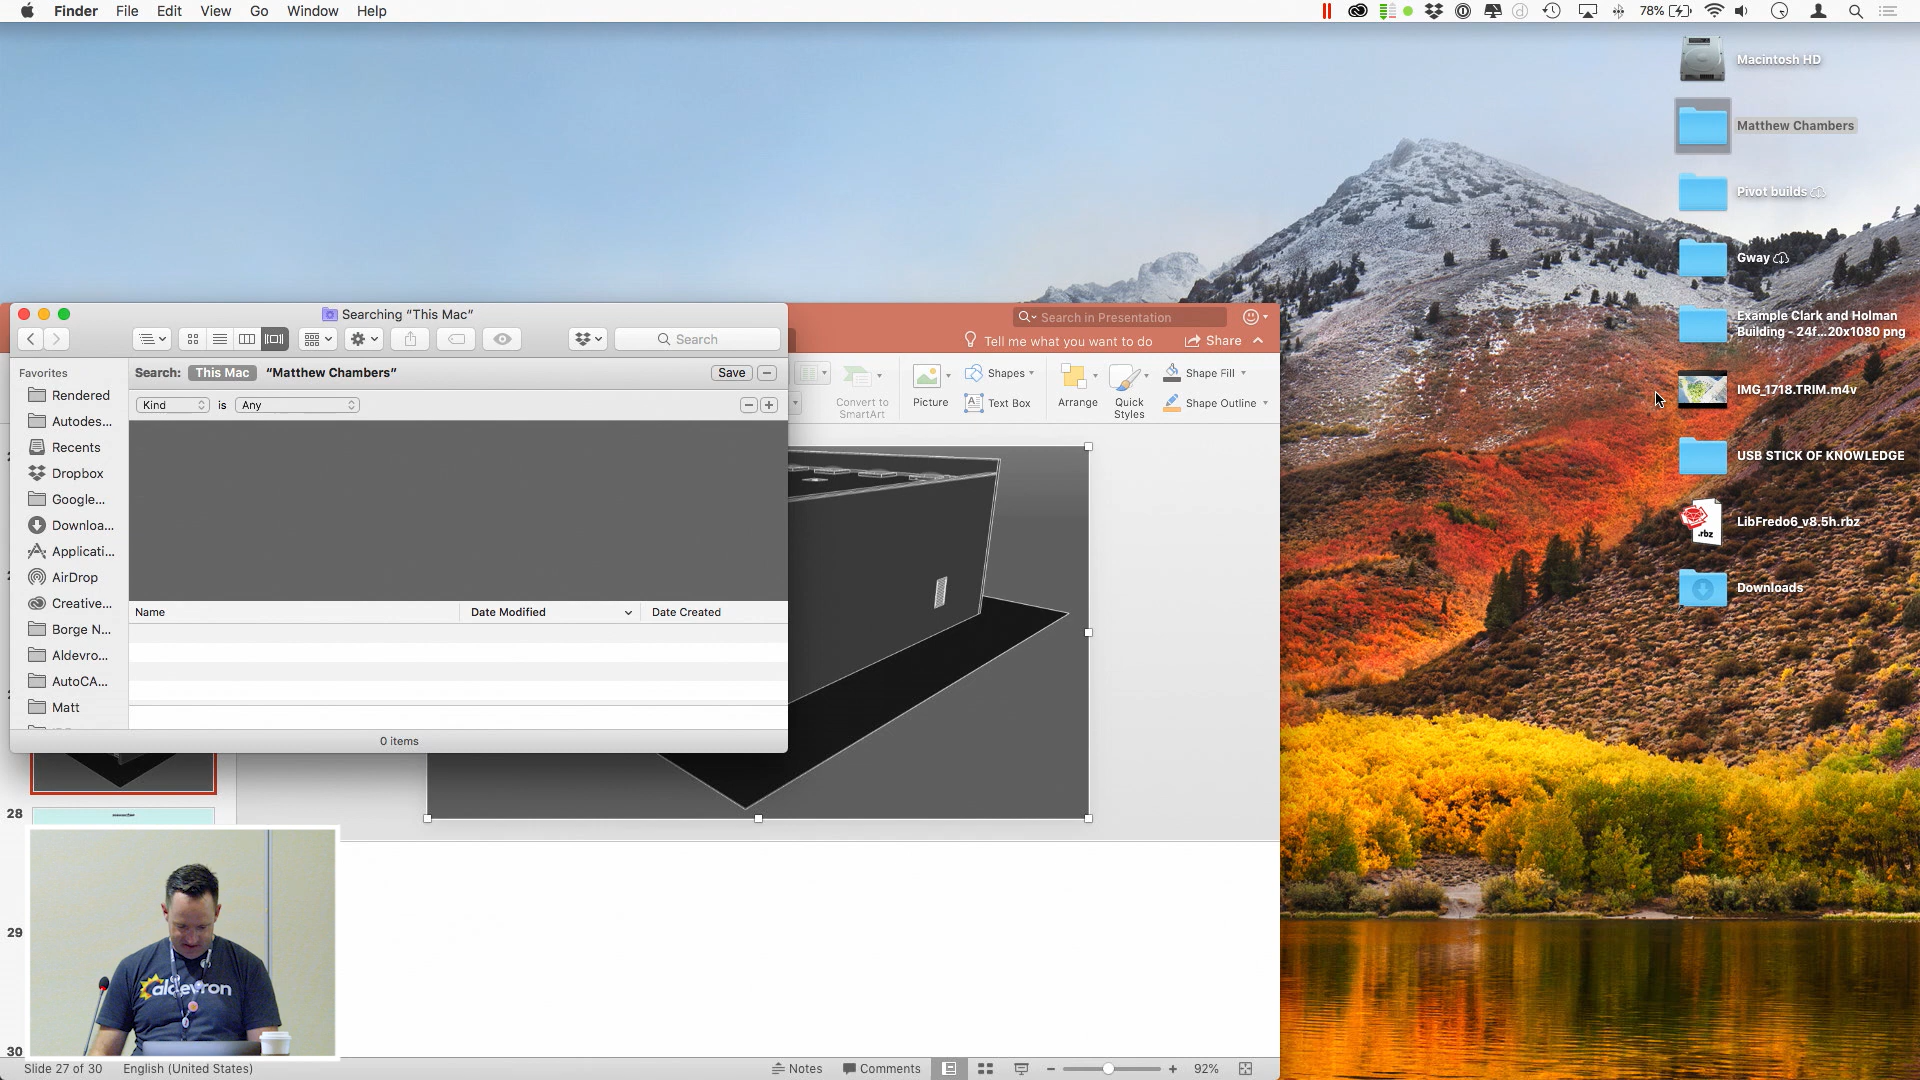 Finder File Edit View Go Window Help
78%
Macintosh HD
Matthew Chambers
Pivot builds
Gway
Example Clark and Holman
Building - 24f...20x1080 png
IMG_1718.TRIM.m4v
USB STICK OF KNOWLEDGE
.rbz
LibFredo6_v8.5h.rbz
Downloads
Searching “This Mac”
Search
Search: This Mac “Matthew Chambers” Save
Kind is Any
Favorites
Rendered
Autodes...
Recents
Dropbox
Google...
Downloa...
Applicati...
AirDrop
Creative...
Borge N...
Aldevro...
AutoCA...
Matt
Name Date Modified Date Created
0 items
Search in Presentation
Tell me what you want to do Share
Convert to
SmartArt
Picture
Shapes
Text Box
Arrange
Quick
Styles
Shape Fill
Shape Outline
28
29
30
aldevron
Slide 27 of 30 English (United States) Notes Comments 92%